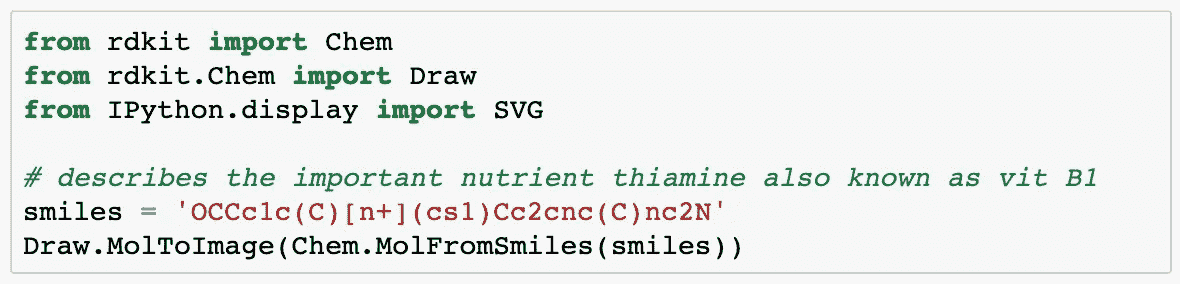 from rdkit import Chem
from rdkit.Chem import Draw
from IPython.display import SVG
# describes the important nutrient thiamine also known as vit B1
smiles = 'OCCc1c(C)[n+](cs1)Cc2cnc(C)nc2N'
Draw.MolToImage(Chem.MolFromSmiles(smiles))